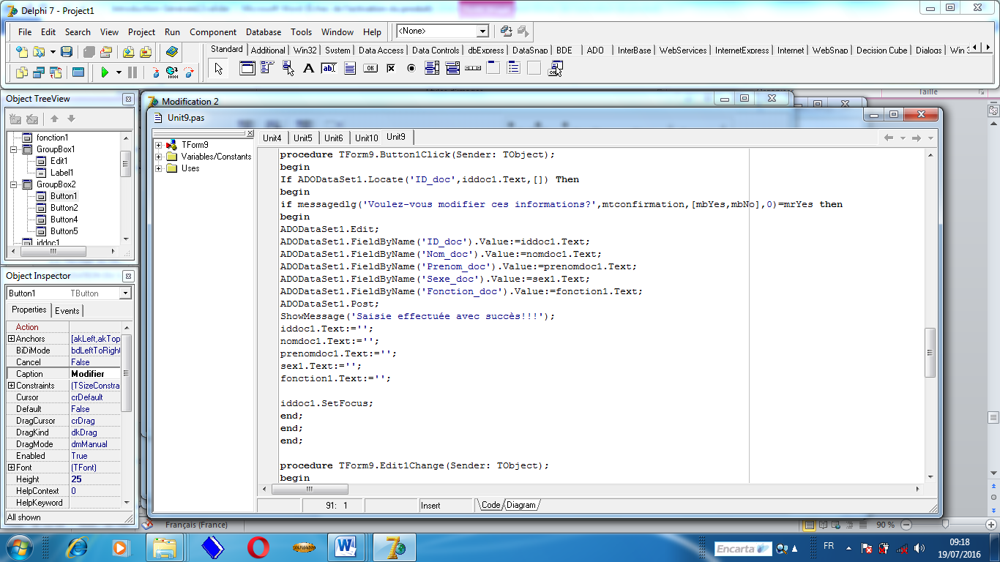 Delphi 7 - Project1
File Edit Search View Project Run Component Database Tools Window Help <None>
Standard Additional Win32 System Data Access Data Controls dbExpress DataSnap BDE ADO InterBase WebServices InternetExpress Internet WebSnap Decision Cube Dialogs Win 3
Object TreeView
fonction1
GroupBox1
Edit1
Label1
GroupBox2
Button1
Button2
Button4
Button5
iddoc1
Object Inspector
Button1 TButton
Properties Events
Action
Anchors [akLeft,akTop
BiDiMode bdLeftToRigh
Cancel False
Caption Modifier
Constraints (TSizeConstra
Cursor crDefault
Default False
DragCursor crDrag
DragKind dkDrag
DragMode dmManual
Enabled True
Font (TFont)
Height 25
HelpContext 0
HelpKeyword
All shown
Modification 2
Taille
Unit9.pas
TForm9
Variables/Constants
Uses
Unit4 Unit5 Unit6 Unit10 Unit9
procedure TForm9.Button1Click(Sender: TObject);
begin
If ADODataSet1.Locate('ID_doc',iddoc1.Text,[]) Then
begin
if messagedlg('Voulez-vous modifier ces informations?',mtconfirmation,[mbYes,mbNo],0)=mrYes then
begin
ADODataSet1.Edit;
ADODataSet1.FieldByName('ID_doc').Value:=iddoc1.Text;
ADODataSet1.FieldByName('Nom_doc').Value:=nomdoc1.Text;
ADODataSet1.FieldByName('Prenom_doc').Value:=prenomdoc1.Text;
ADODataSet1.FieldByName('Sexe_doc').Value:=sex1.Text;
ADODataSet1.FieldByName('Fonction_doc').Value:=fonction1.Text;
ADODataSet1.Post;
ShowMessage('Saisie effectuée avec succès!!!');
iddoc1.Text:='';
nomdoc1.Text:='';
prenomdoc1.Text:='';
sex1.Text:='';
fonction1.Text:='';
iddoc1.SetFocus;
end;
end;
end;
procedure TForm9.Edit1Change(Sender: TObject);
begin
91: 1 Insert Code Diagram
Français (France) 90 %
Encarta FR 09:18
19/07/2016